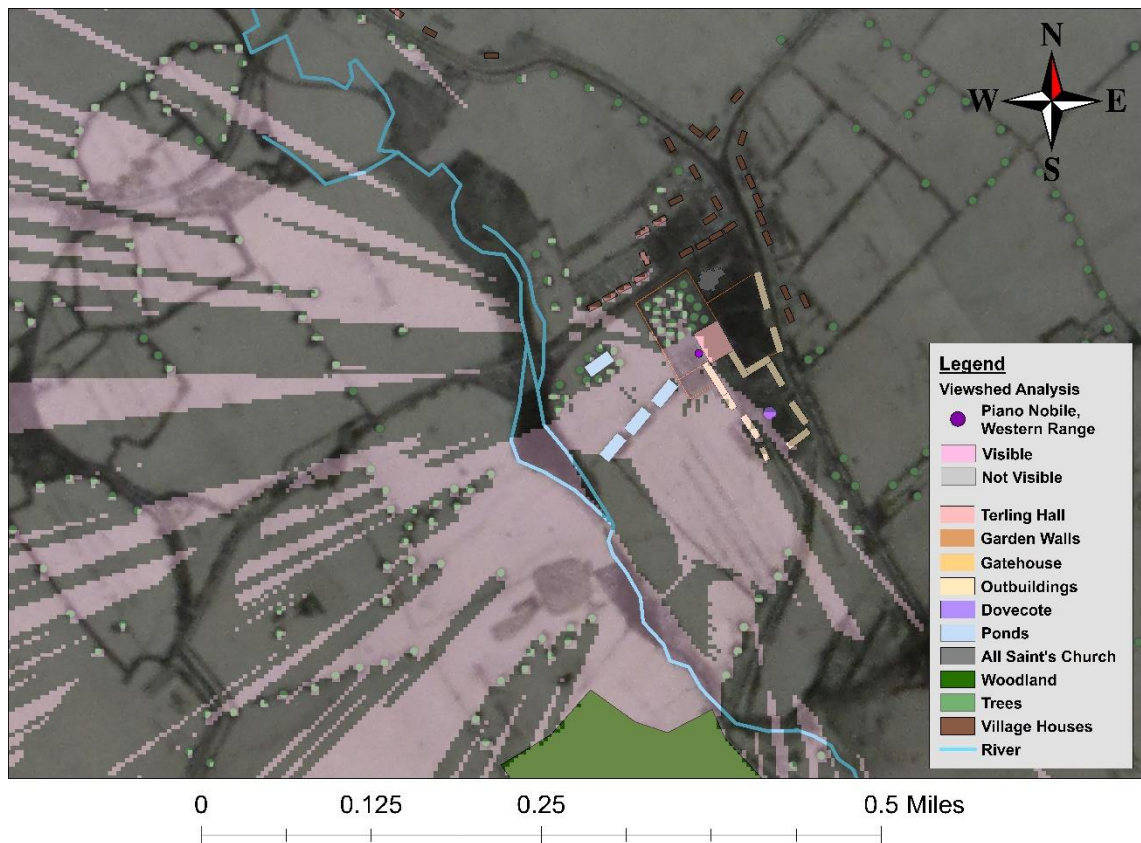 N
W E
S
Legend
Viewshed Analysis
Piano Nobile,
Western Range
Visible
Not Visible
Terling Hall
Garden Walls
Gatehouse
Outbuildings
Dovecote
Ponds
All Saint's Church
Woodland
Trees
Village Houses
River
0 0.125 0.25 0.5 Miles